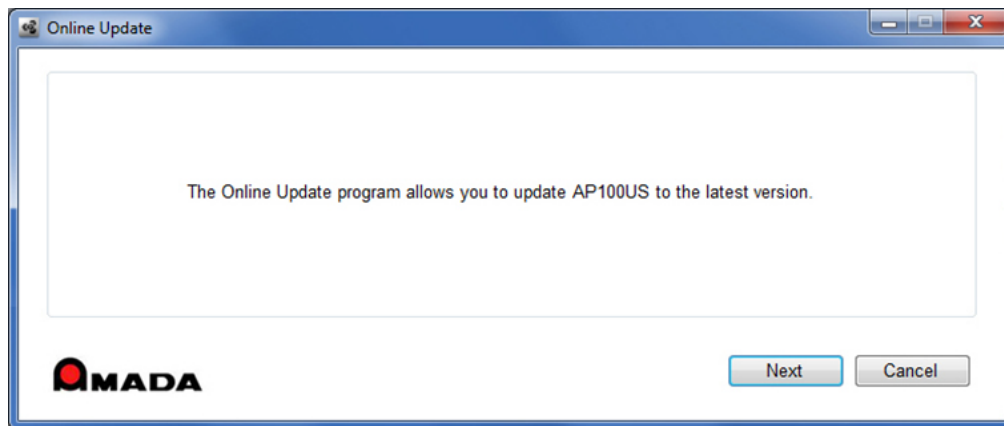 Online Update
The Online Update program allows you to update AP100US to the latest version.
AMADA
Next
Cancel